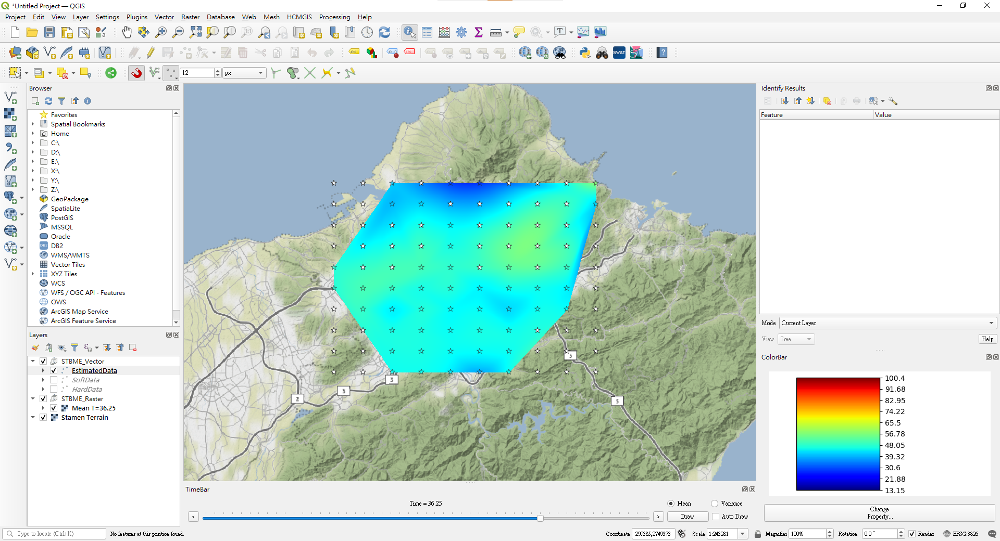 *Untitled Project — QGIS
Project Edit View Layer Settings Plugins Vector Raster Database Web Mesh HCMGIS Processing Help
12 px
Browser
Favorites
Spatial Bookmarks
Home
C:\
D:\
E:\
X:\
Y:\
Z:\
GeoPackage
SpatiaLite
PostGIS
MSSQL
Oracle
DB2
WMS/WMTS
Vector Tiles
XYZ Tiles
WCS
WFS / OGC API - Features
OWS
ArcGIS Map Service
ArcGIS Feature Service
Layers
STBME_Vector
EstimatedData
SoftData
HardData
STBME_Raster
Mean T=36.25
Stamen Terrain
5
3
3
2
5
TimeBar
Time = 36.25
Mean Variance
< > Draw Auto Draw
Identify Results
Feature Value
Mode Current Layer
View Tree Help
ColorBar
100.4
91.68
82.95
74.22
65.5
56.78
48.05
39.32
30.6
21.88
13.15
Change
Property...
Type to locate (Ctrl+K) No features at this position found. Coordinate 299385,2749373 Scale 1:243281 Magnifier 100% Rotation 0.0 ° Render EPSG:3826